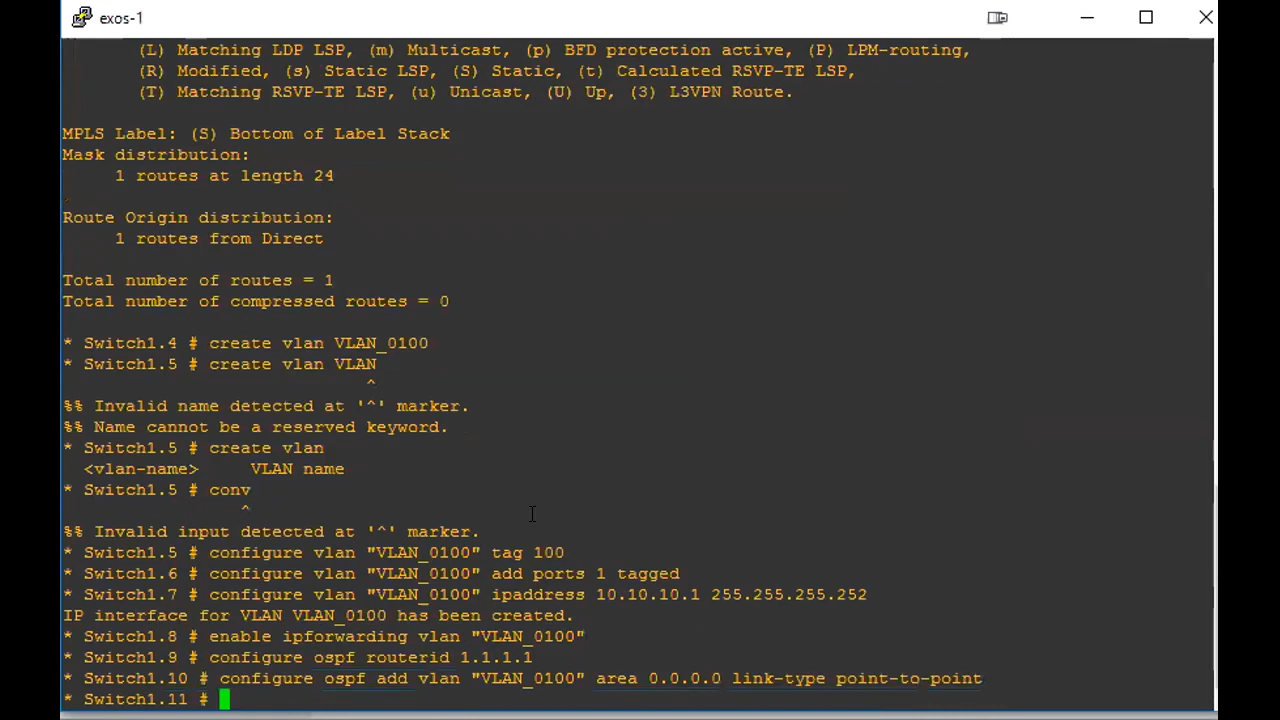 exos-1
(L) Matching LDP LSP, (m) Multicast, (p) BFD protection active, (P) LPM-routing,
(R) Modified, (s) Static LSP, (S) Static, (t) Calculated RSVP-TE LSP,
(T) Matching RSVP-TE LSP, (u) Unicast, (U) Up, (3) L3VPN Route.
MPLS Label: (S) Bottom of Label Stack
Mask distribution:
1 routes at length 24
Route Origin distribution:
1 routes from Direct
Total number of routes = 1
Total number of compressed routes = 0
* Switch1.4 # create vlan VLAN_0100
* Switch1.5 # create vlan VLAN
^
%% Invalid name detected at '^' marker.
%% Name cannot be a reserved keyword.
* Switch1.5 # create vlan
<vlan-name> VLAN name
* Switch1.5 # conv
^
%% Invalid input detected at '^' marker.
* Switch1.5 # configure vlan "VLAN_0100" tag 100
* Switch1.6 # configure vlan "VLAN_0100" add ports 1 tagged
* Switch1.7 # configure vlan "VLAN_0100" ipaddress 10.10.10.1 255.255.255.252
IP interface for VLAN VLAN_0100 has been created.
* Switch1.8 # enable ipforwarding vlan "VLAN_0100"
* Switch1.9 # configure ospf routerid 1.1.1.1
* Switch1.10 # configure ospf add vlan "VLAN_0100" area 0.0.0.0 link-type point-to-point
* Switch1.11 #